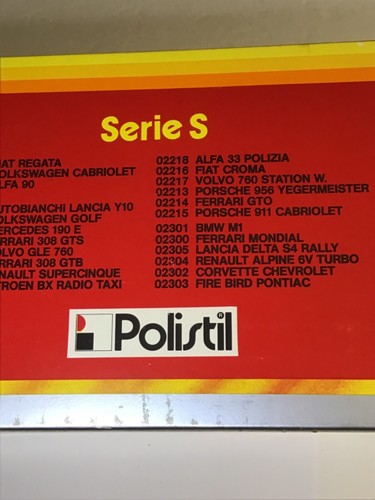 Serie S
IAT REGATA
OLKSWAGEN CABRIOLET
LFA 90
UTOBIANCHI LANCIA Y10
OLKSWAGEN GOLF
ERCEDES 190 E
ERRARI 308 GTS
OLVO GLE 760
RRARI 308 GTB
NAULT SUPERCINQUE
TROEN BX RADIO TAXI
02218 ALFA 33 POLIZIA
02216 FIAT CROMA
02217 VOLVO 760 STATION W.
02213 PORSCHE 956 YEGERMEISTER
02214 FERRARI GTO
02215 PORSCHE 911 CABRIOLET
02301 BMW M1
02300 FERRARI MONDIAL
02305 LANCIA DELTA S4 RALLY
02304 RENAULT ALPINE 6V TURBO
02302 CORVETTE CHEVROLET
02303 FIRE BIRD PONTIAC
Polistil